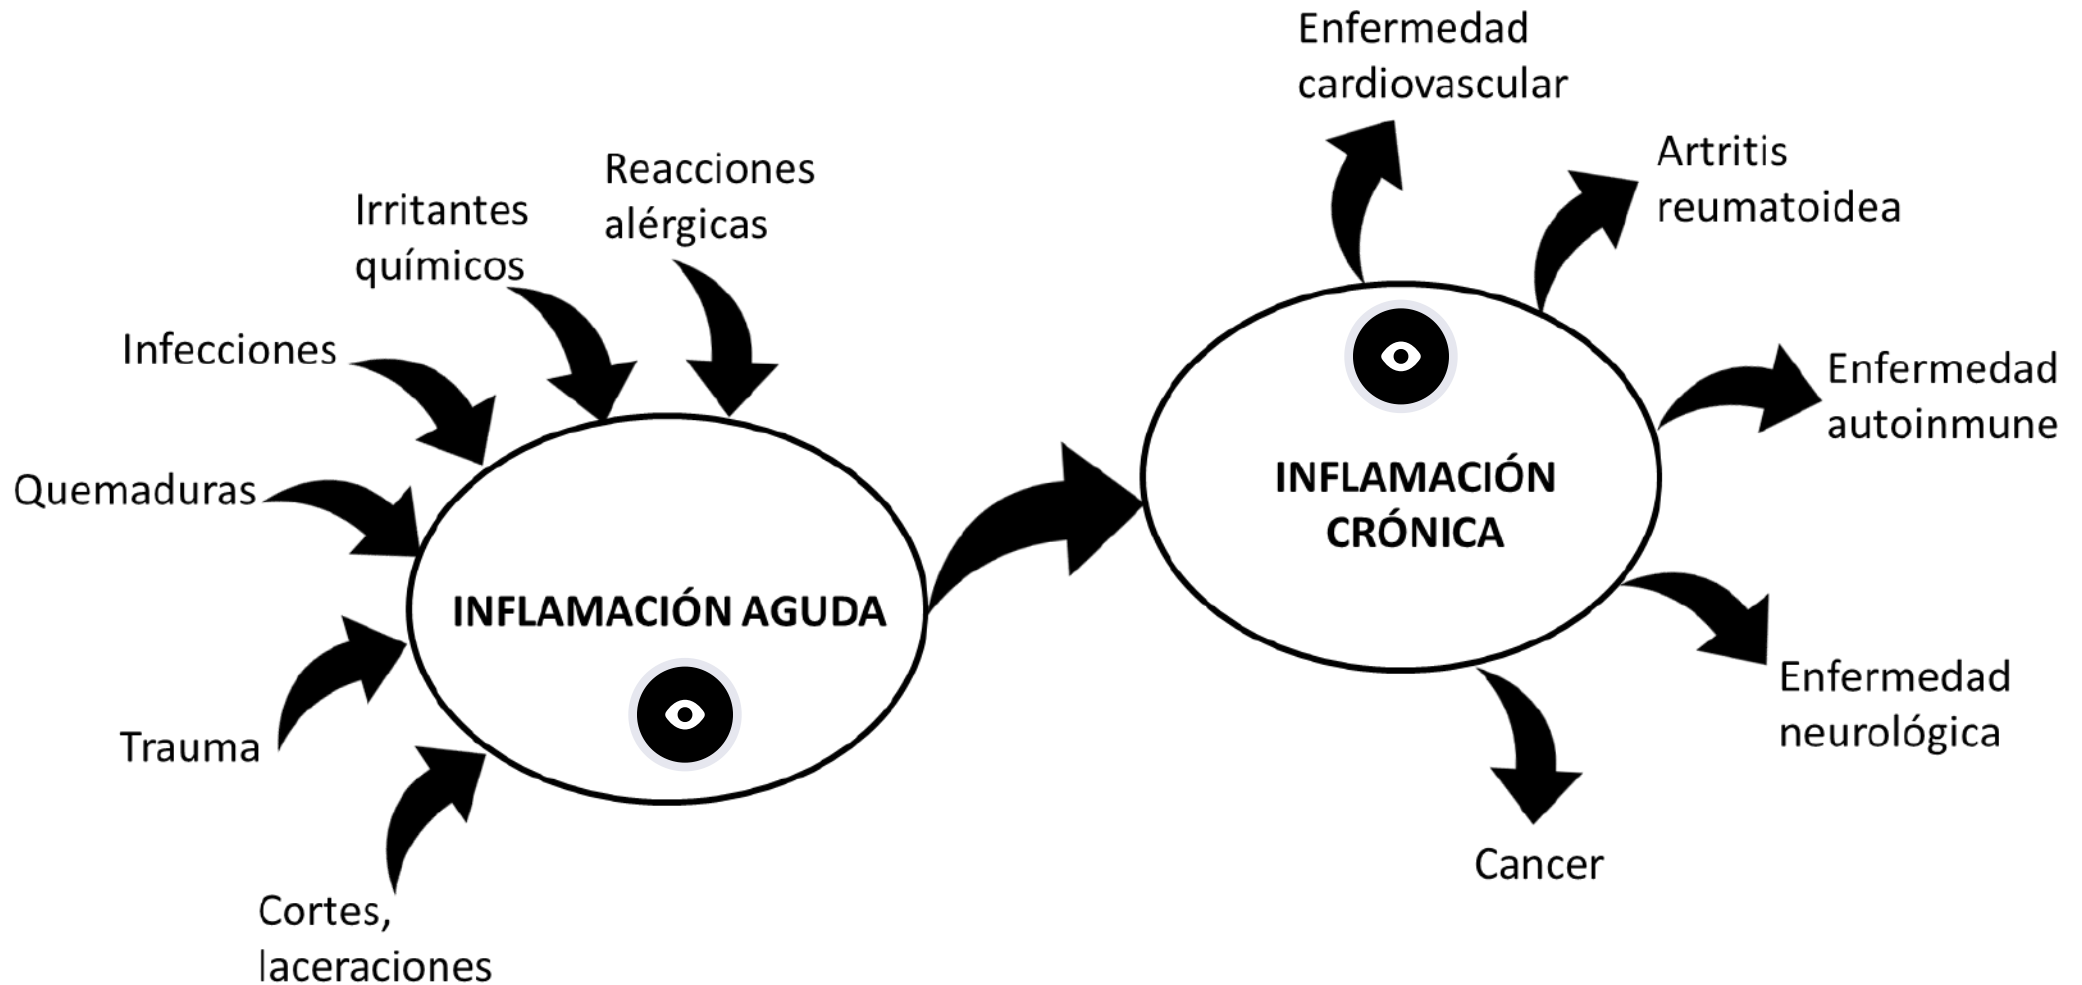 Reacciones
alérgicas
Irritantes
químicos
Infecciones
Quemaduras
Trauma
Cortes,
laceraciones
INFLAMACIÓN AGUDA
INFLAMACIÓN
CRÓNICA
Enfermedad
cardiovascular
Artritis
reumatoidea
Enfermedad
autoinmune
Enfermedad
neurológica
Cancer